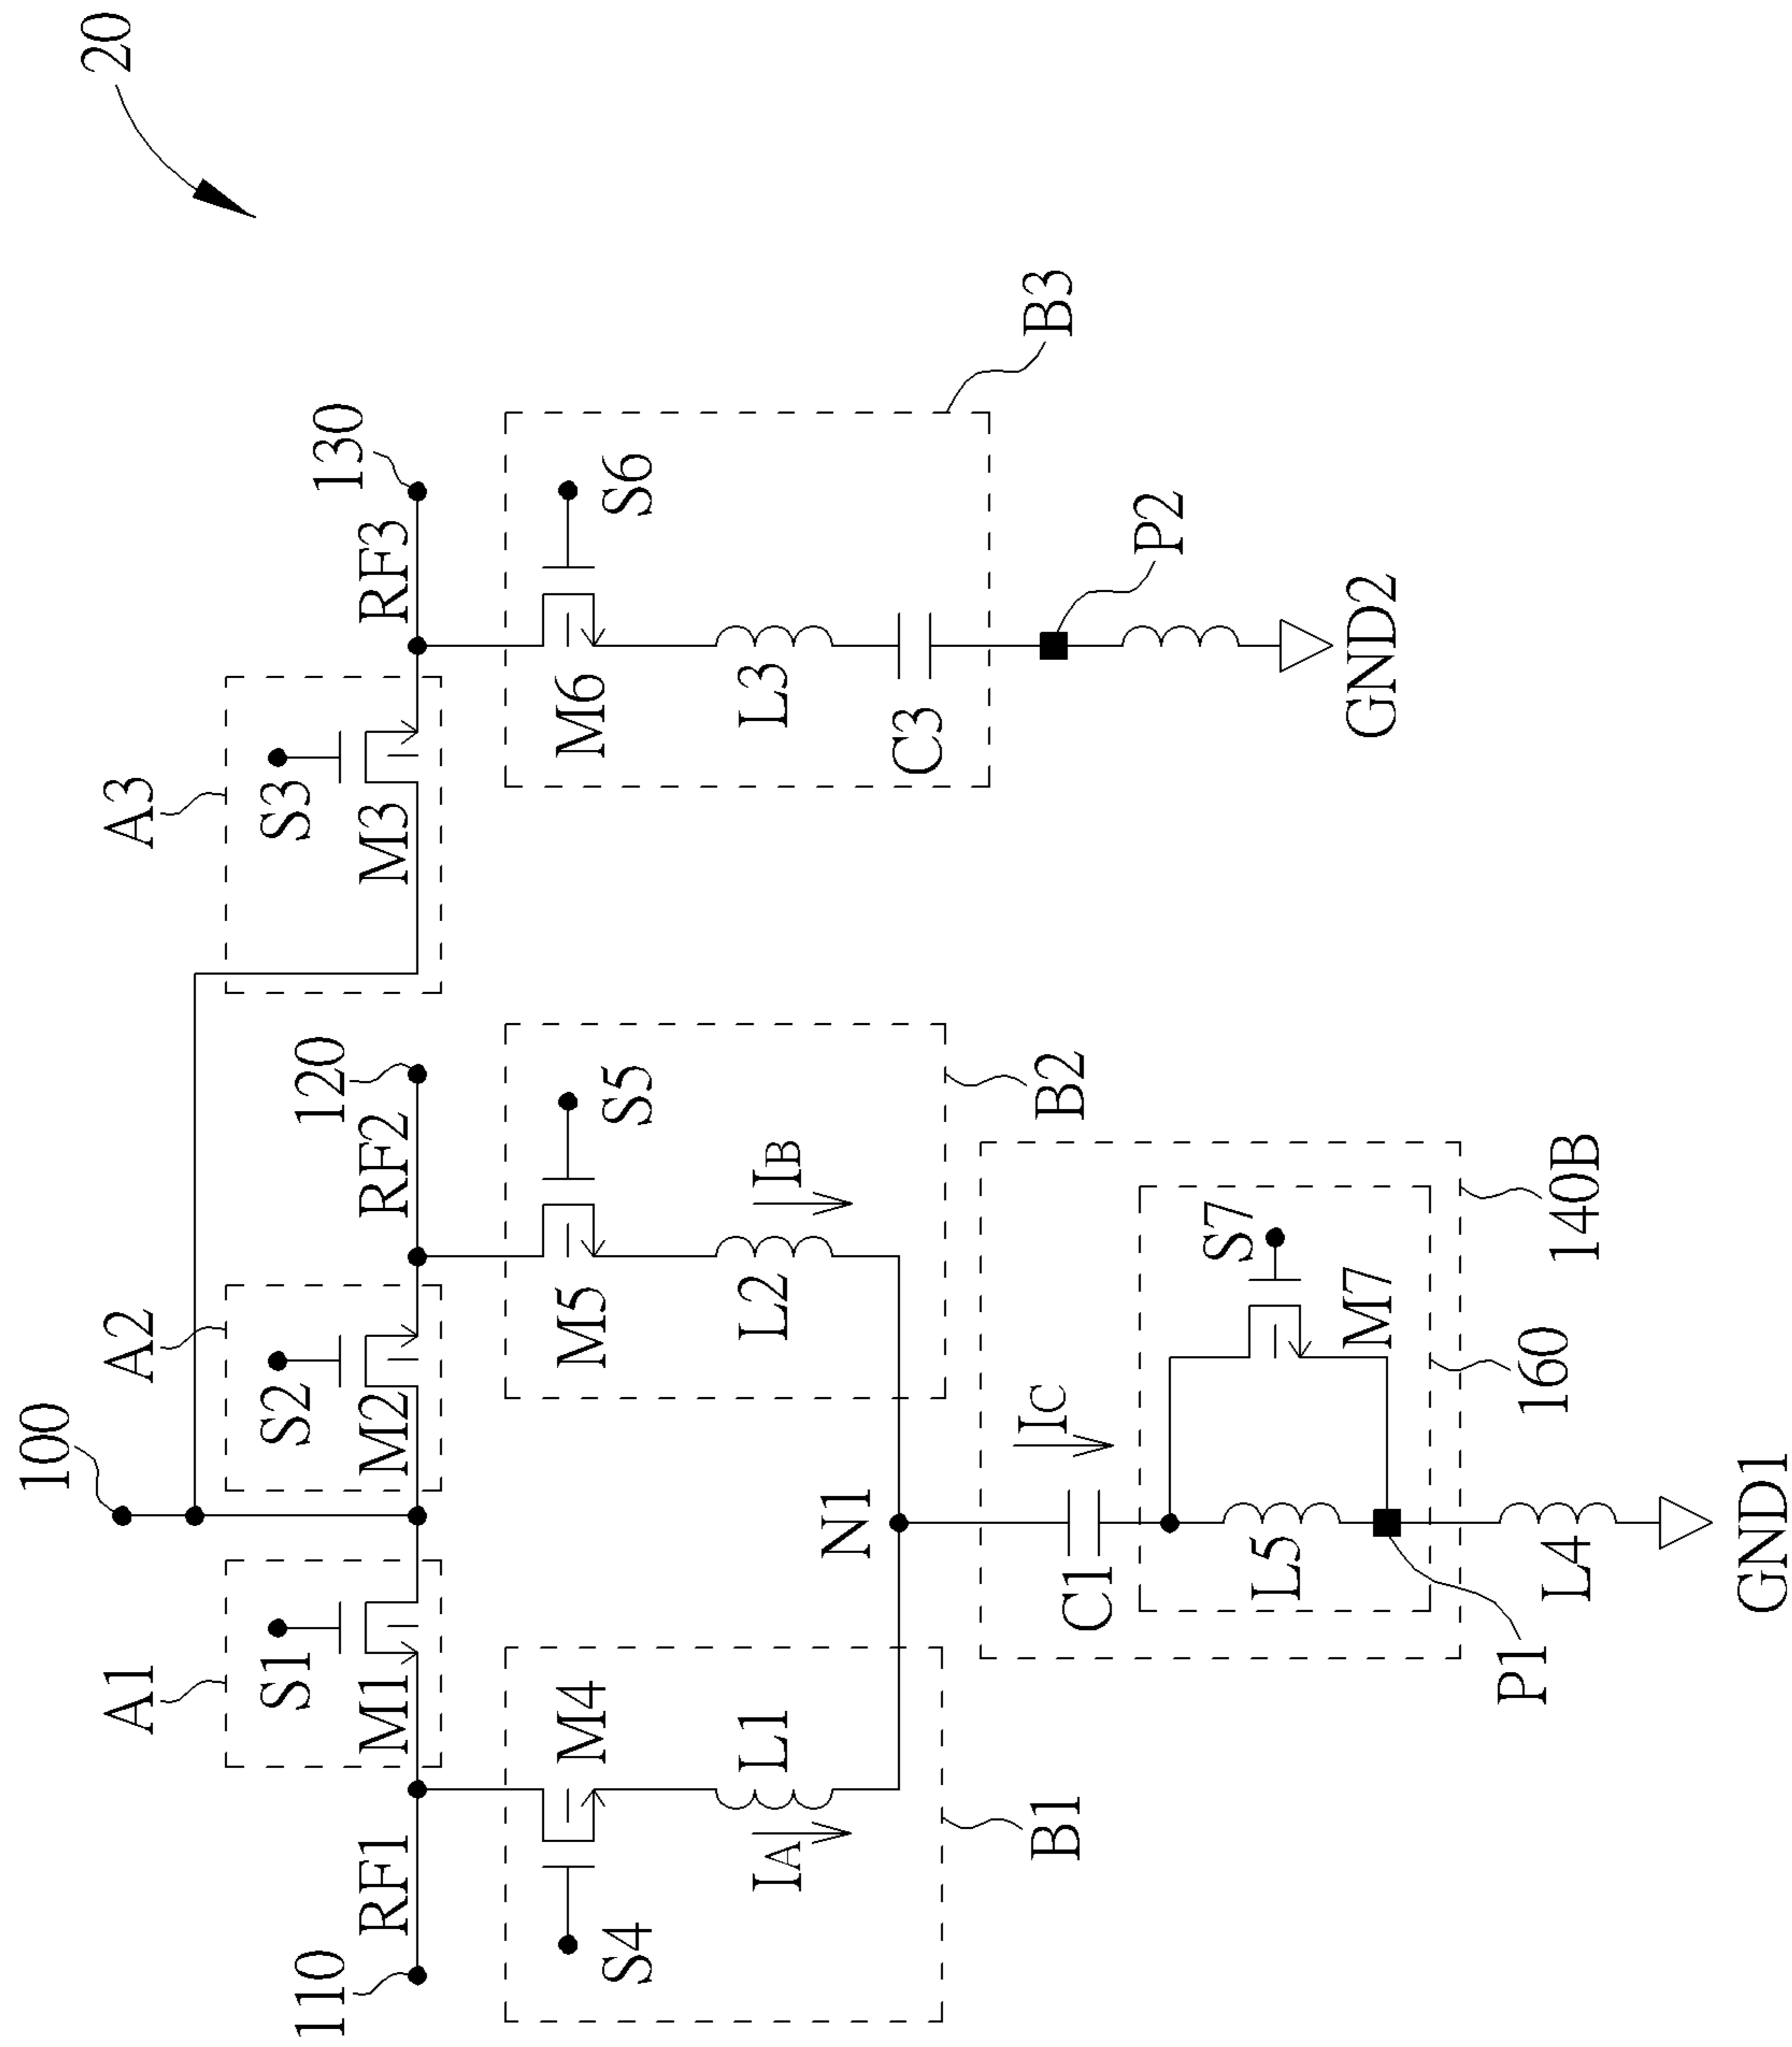 20
100
A1
A2
A3
S1
S2
S3
110
RF1
M1
M2
RF2
120
M3
RF3
130
S4
M4
M5
S5
M6
S6
IA
L1
L2
IB
L3
N1
C3
B1
B2
B3
C1
IC
P2
L5
S7
M7
GND2
P1
L4
160
140B
GND1